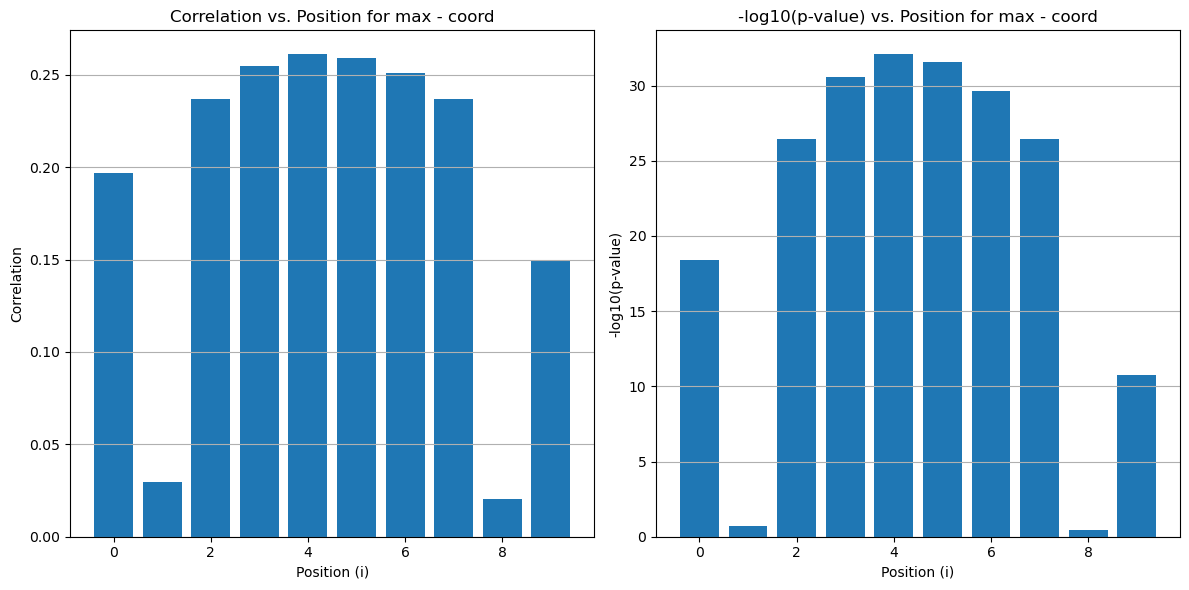 Correlation vs. Position for max - coord
Correlation
0.25
0.20
0.15
0.10
0.05
0.00
0 2 4 6 8
Position (i)
-log10(p-value) vs. Position for max - coord
-log10(p-value)
30
25
20
15
10
5
0
0 2 4 6 8
Position (i)